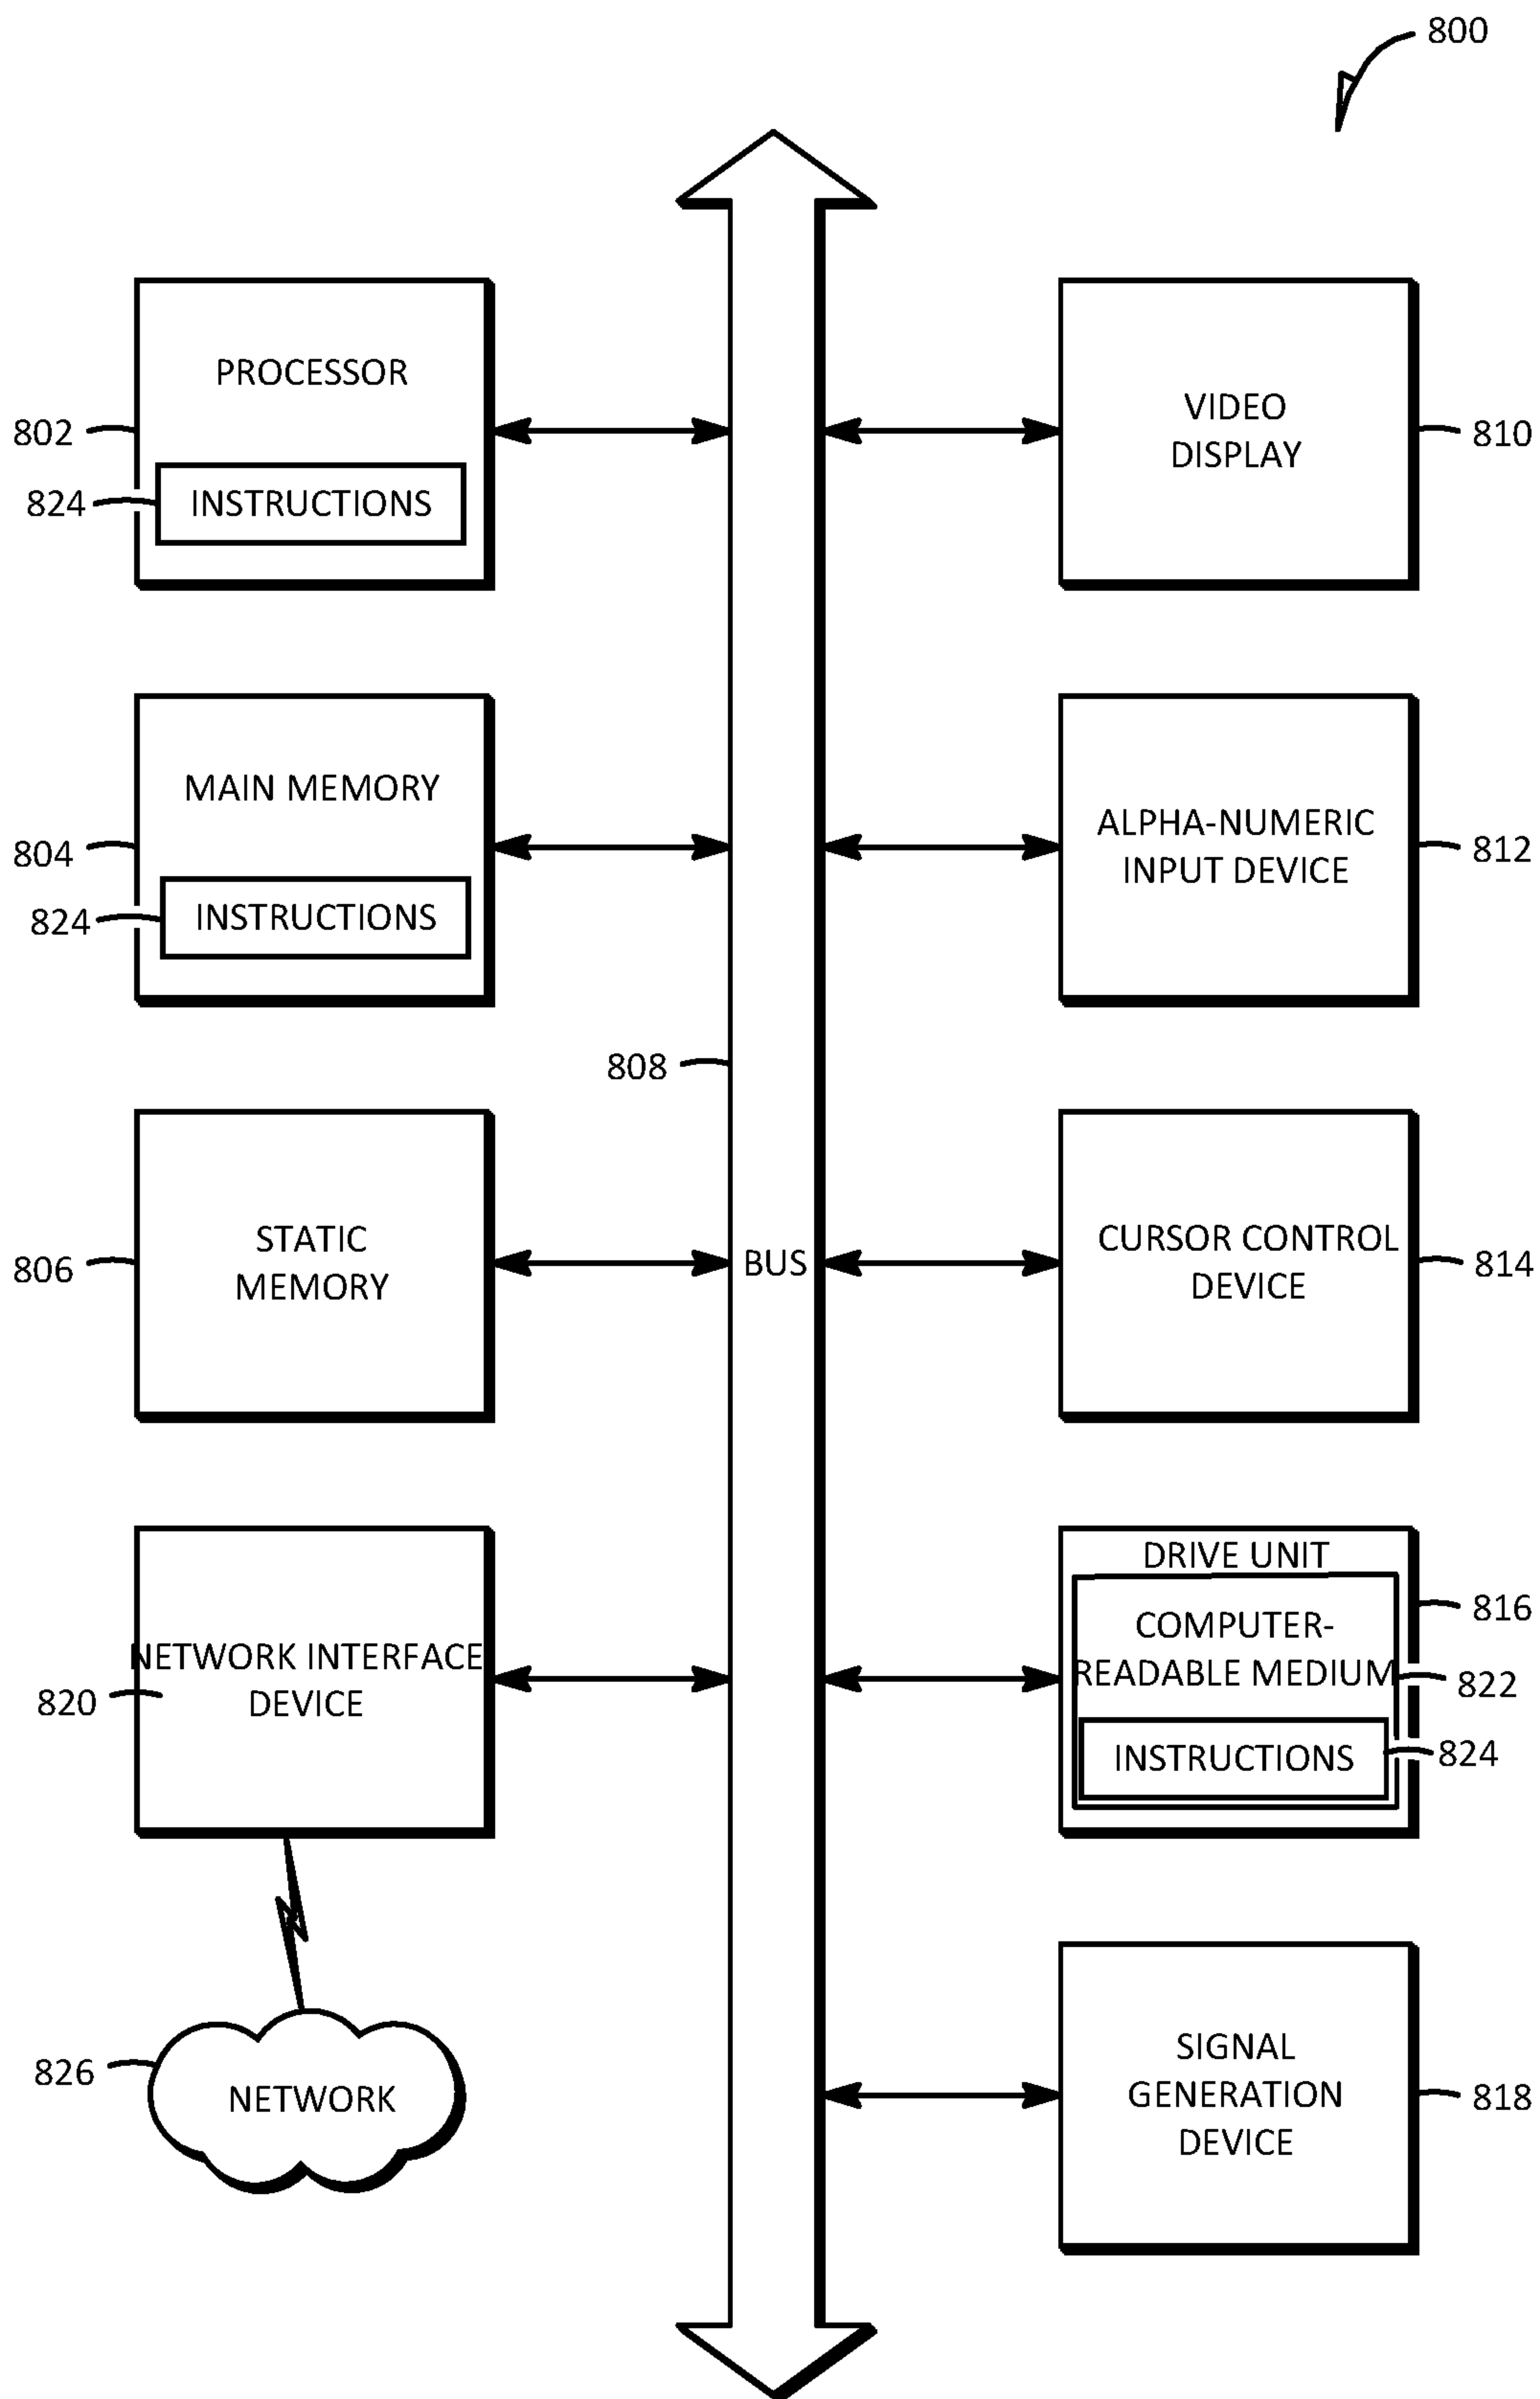 800
PROCESSOR
802
824
INSTRUCTIONS
VIDEO
DISPLAY
810
MAIN MEMORY
804
824
INSTRUCTIONS
ALPHA-NUMERIC
INPUT DEVICE
812
808
STATIC
MEMORY
806
BUS
CURSOR CONTROL
DEVICE
814
NETWORK INTERFACE
DEVICE
820
DRIVE UNIT
816
COMPUTER-
READABLE MEDIUM
822
INSTRUCTIONS
824
826
NETWORK
SIGNAL
GENERATION
DEVICE
818